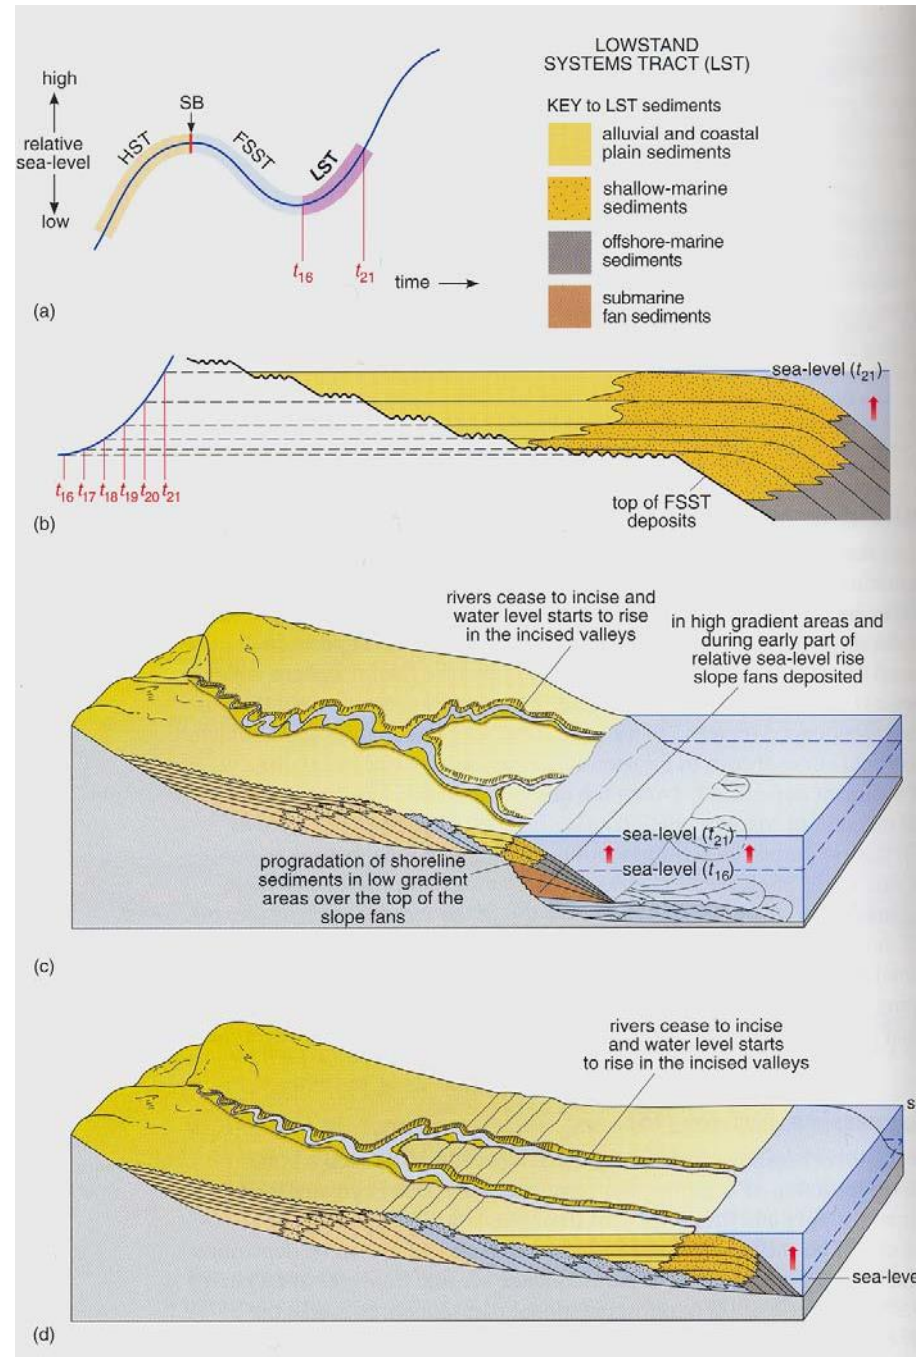 LOWSTAND
SYSTEMS TRACT (LST)
high
relative
sea-level
low
HST
SB
FSST
LST
t16
t21
time
(a)
KEY to LST sediments
alluvial and coastal
plain sediments
shallow-marine
sediments
offshore-marine
sediments
submarine
fan sediments
sea-level (t21)
t16 t17 t18 t19 t20 t21
top of FSST
deposits
(b)
rivers cease to incise and
water level starts to rise
in the incised valleys
in high gradient areas and
during early part of
relative sea-level rise
slope fans deposited
sea-level (t21)
sea-level (t16)
progradation of shoreline
sediments in low gradient
areas over the top of the
slope fans
(c)
rivers cease to incise
and water level starts
to rise in the incised valleys
s
sea-leve
(d)